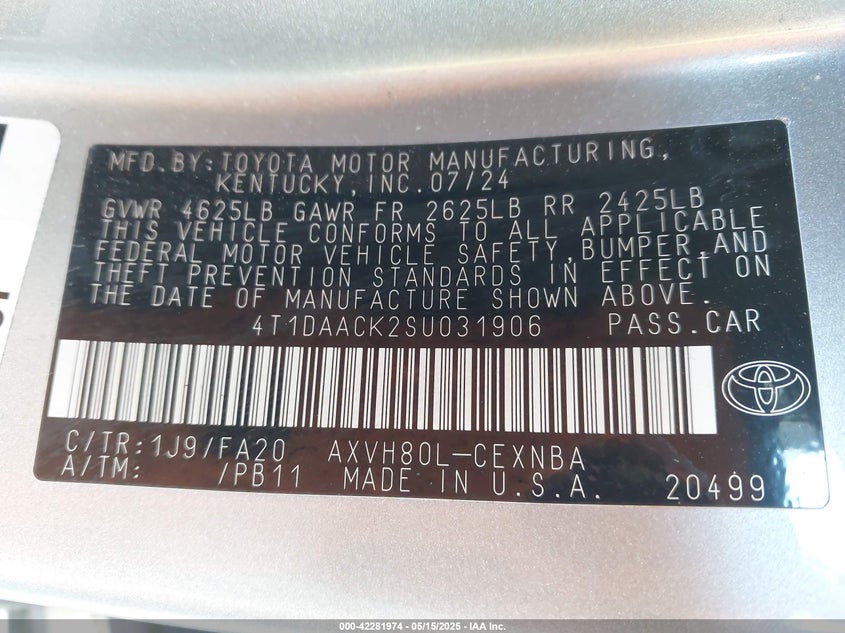 MFD.BY:TOYOTA MOTOR MANUFACTURING,
KENTUCKY,INC.07/24
GVWR 4625LB GAWR FR 2625LB RR 2425LB
THIS VEHICLE CONFORMS TO ALL APPLICABLE
FEDERAL MOTOR VEHICLE SAFETY,BUMPER,AND
THEFT PREVENTION STANDARDS IN EFFECT ON
THE DATE OF MANUFACTURE SHOWN ABOVE.
4T1DAACK2SU031906 PASS.CAR
C/TR:1J9/FA20 AXVH80L-CEXNBA
A/TM: /PB11 MADE IN U.S.A. 20499
000-42281974 - 05/15/2025 - IAA Inc.